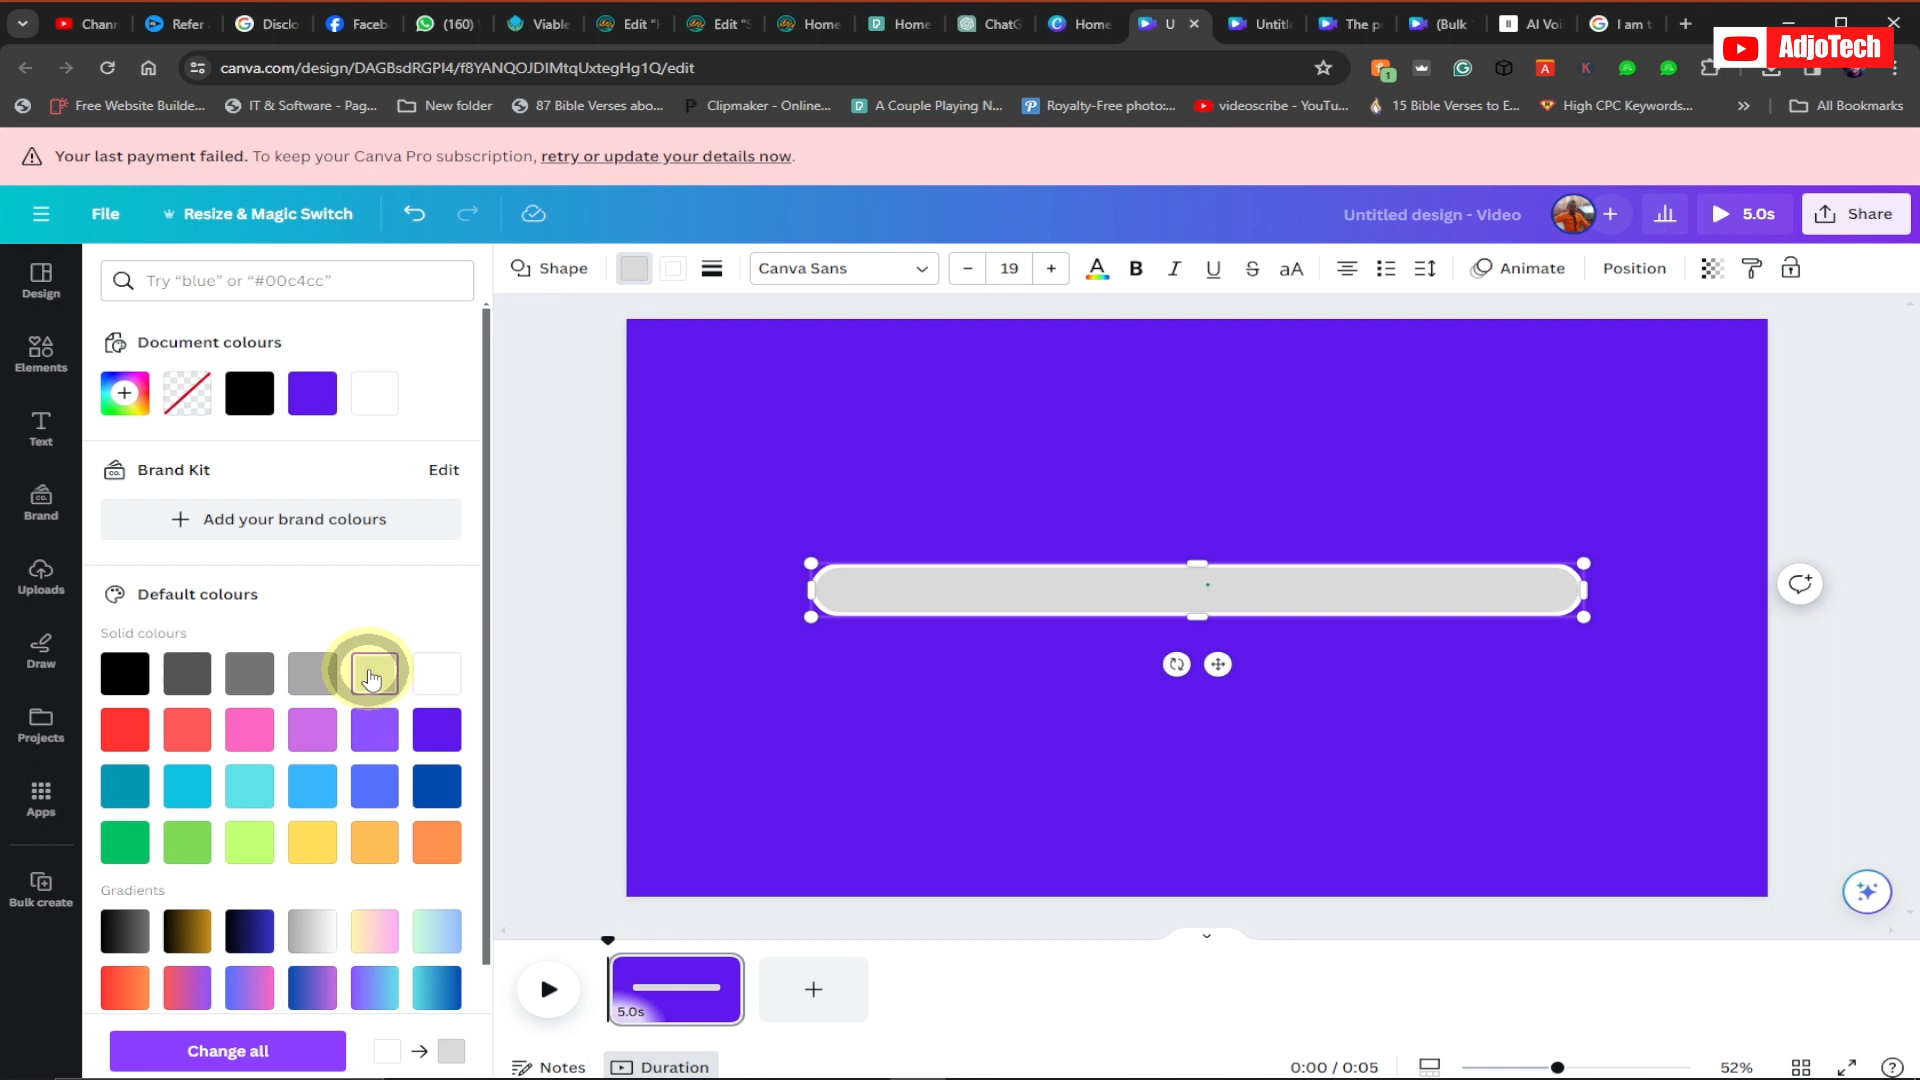 Chann
Refer
Disclo
Faceb
(160)
Viable
Edit "H
Edit "S
Home
Home
ChatG
Home
U
Untitl
The p
(Bulk
AI Voi
I am t
AdjoTech
canva.com/design/DAGBsdRGPI4/f8YANQOJDIMtqUxtegHg1Q/edit
Free Website Builde...
IT & Software - Pag...
New folder
87 Bible Verses abo...
Clipmaker - Online...
A Couple Playing N...
Royalty-Free photo:...
videoscribe - YouTu...
15 Bible Verses to E...
High CPC Keywords...
All Bookmarks
Your last payment failed. To keep your Canva Pro subscription, retry or update your details now.
File
Resize & Magic Switch
Untitled design - Video
5.0s
Share
Design
Elements
Text
Brand
Uploads
Draw
Projects
Apps
Bulk create
Try “blue” or “#00c4cc”
Shape
Canva Sans
19
Animate
Position
Document colours
Brand Kit
Edit
Add your brand colours
Default colours
Solid colours
Gradients
Change all
5.0s
Notes
Duration
0:00 / 0:05
52%